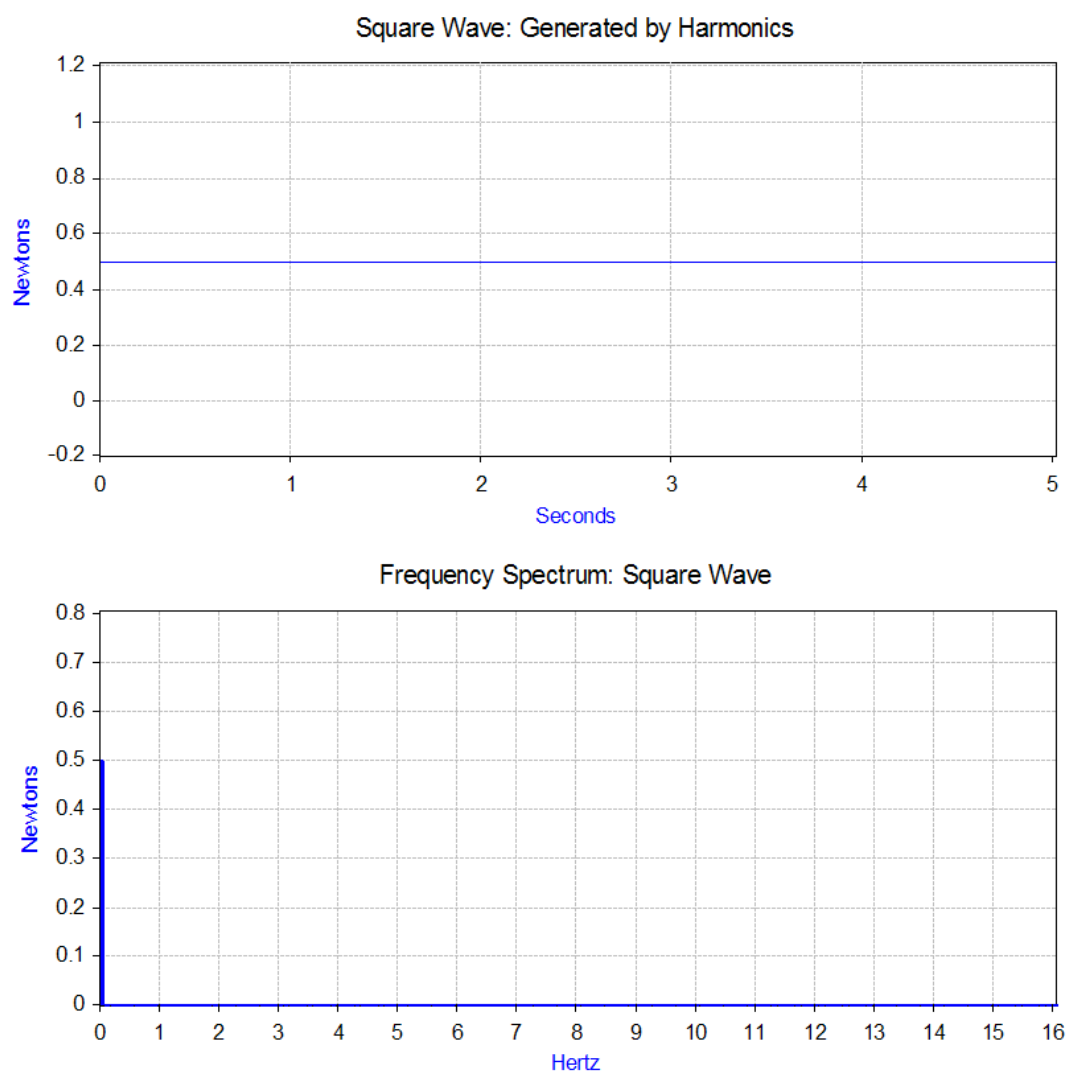 Square Wave: Generated by Harmonics
1.2
1
0.8
0.6
0.4
0.2
0
-0.2
Newtons
0 1 2 3 4 5
Seconds
Frequency Spectrum: Square Wave
0.8
0.7
0.6
0.5
0.4
0.3
0.2
0.1
0
Newtons
0 1 2 3 4 5 6 7 8 9 10 11 12 13 14 15 16
Hertz